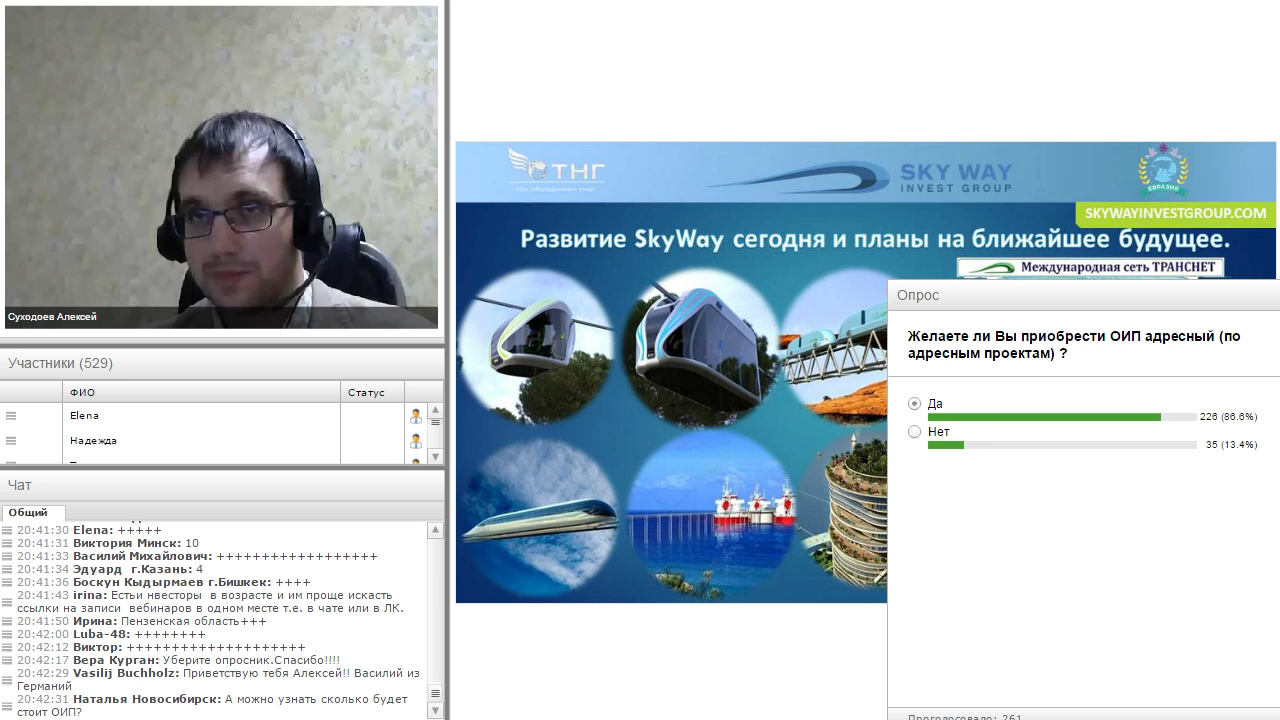 Суходоев Алексей
Участники (529)
ФИО
Статус
Elena
Надежда
Чат
Общий
20:41:30 Elena: +++++
20:41:31 Виктория Минск: 10
20:41:33 Василий Михайлович: ++++++++++++++++++
20:41:34 Эдуард г.Казань: 4
20:41:36 Боскун Кыдырмаев г.Бишкек: ++++
20:41:43 irina: Естьи нвесторы в возрасте и им проще искасть
ссылки на записи вебинаров в одном месте т.е. в чате или в ЛК.
20:41:50 Ирина: Пензенская область+++
20:42:00 Luba-48: ++++++++
20:42:12 Виктор: ++++++++++++++++++++
20:42:17 Вера Курган: Уберите опросник.Спасибо!!!!
20:42:29 Vasilij Buchholz: Приветствую тебя Алексей!! Василий из
Германий
20:42:31 Наталья Новосибирск: А можно узнать сколько будет
стоит ОИП?
ТНГ
SKY WAY
INVEST GROUP
ЕВРАЗИЯ
SKYWAYINVESTGROUP.COM
Развитие SkyWay сегодня и планы на ближайшее будущее.
Международная сеть ТРАНСНЕТ
Опрос
Желаете ли Вы приобрести ОИП адресный (по
адресным проектам) ?
Да
226 (86.6%)
Нет
35 (13.4%)
Проголосовало: 261